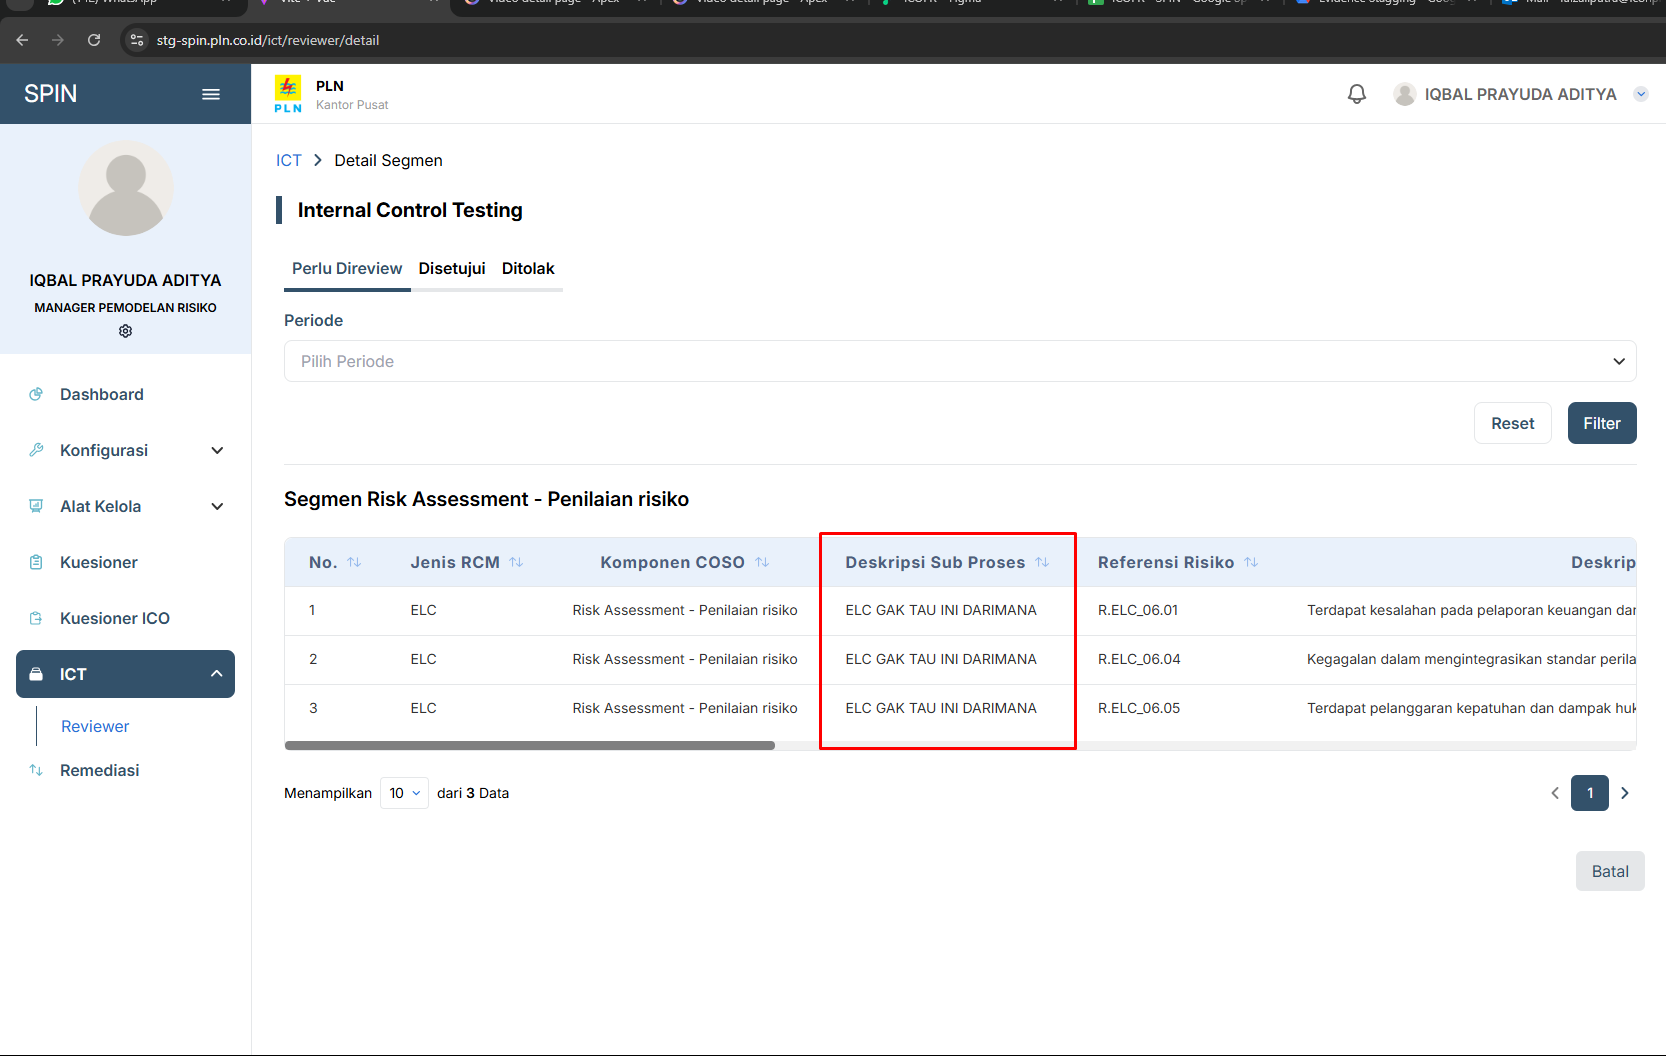 stg-spin.pln.co.id/ict/reviewer/detail
SPIN
PLN
PLN
Kantor Pusat
IQBAL PRAYUDA ADITYA
IQBAL PRAYUDA ADITYA
MANAGER PEMODELAN RISIKO
Dashboard
Konfigurasi
Alat Kelola
Kuesioner
Kuesioner ICO
ICT
Reviewer
Remediasi
ICT > Detail Segmen
Internal Control Testing
Perlu Direview Disetujui Ditolak
Periode
Pilih Periode
Reset Filter
Segmen Risk Assessment - Penilaian risiko
No. Jenis RCM Komponen COSO Deskripsi Sub Proses Referensi Risiko Deskrip
1 ELC Risk Assessment - Penilaian risiko ELC GAK TAU INI DARIMANA R.ELC_06.01 Terdapat kesalahan pada pelaporan keuangan dar
2 ELC Risk Assessment - Penilaian risiko ELC GAK TAU INI DARIMANA R.ELC_06.04 Kegagalan dalam mengintegrasikan standar perila
3 ELC Risk Assessment - Penilaian risiko ELC GAK TAU INI DARIMANA R.ELC_06.05 Terdapat pelanggaran kepatuhan dan dampak huk
Menampilkan 10 dari 3 Data
1
Batal